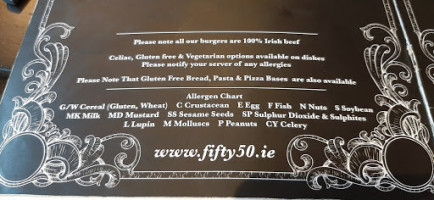 Please note all our burgers are 100% Irish beef
Celiac, Gluten free & Vegetarian options available on dishes
Please notify your server of any allergies
Please Note That Gluten Free Bread, Pasta & Pizza Bases are also available
Allergen Chart
G/W Cereal (Gluten, Wheat) C Crustacean E Egg F Fish N Nuts S Soybean
MK Milk MD Mustard SS Sesame Seeds SP Sulphur Dioxide & Sulphites
L Lupin M Molluscs P Peanuts CY Celery
www.fifty50.ie